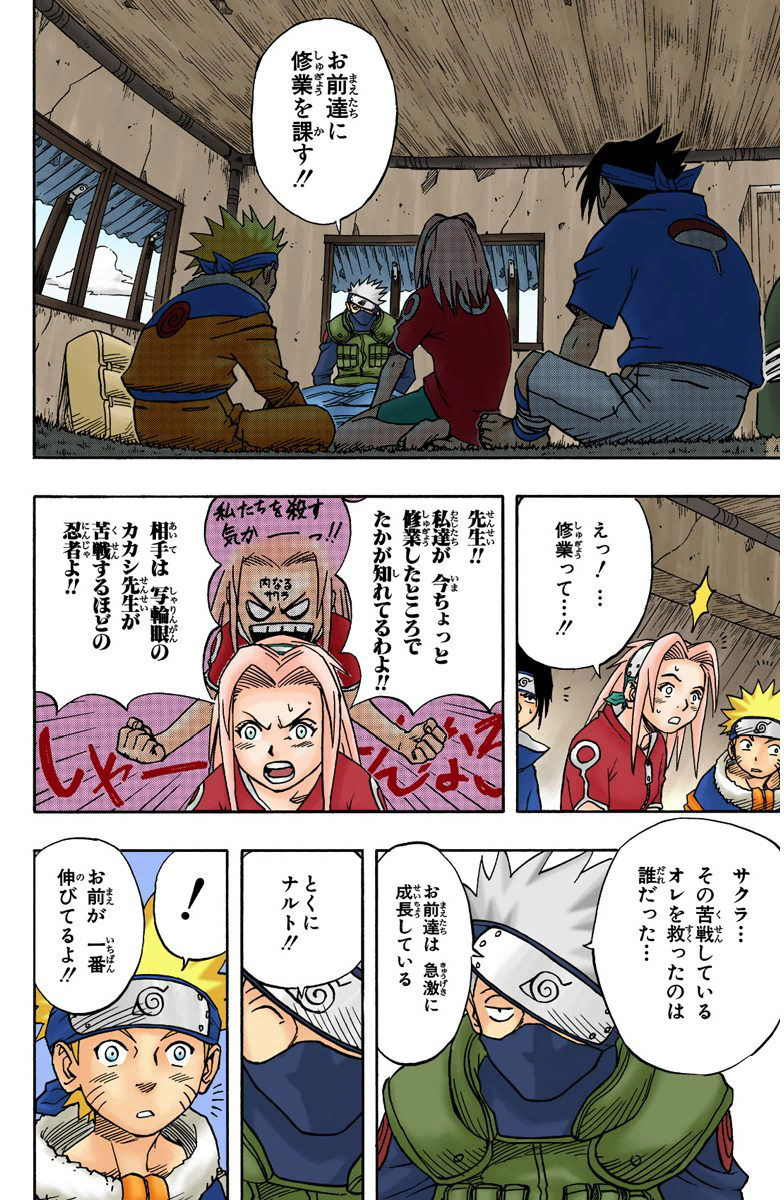 お前達に
修業を課す!!
えっ!…
修業って…!!
先生!!
私達が 今ちょっと
修業したところで
たかが知れてるわよ!!
私たちを殺す
気かーーっ!!
内なる
サクラ
しゃーんなろ
相手は 写輪眼の
カカシ先生が
苦戦するほどの
忍者よ!!
サクラ…
その苦戦している
オレを救ったのは
誰だった…
お前達は 急激に
成長している
とくに
ナルト!!
!
お前が 一番
伸びてるよ!!